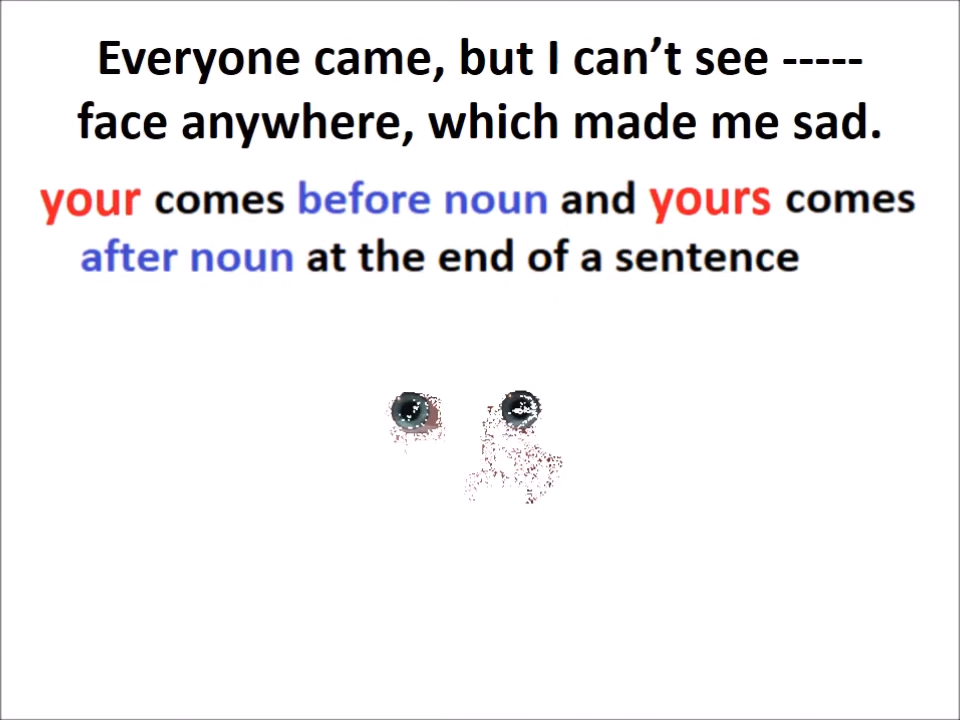 Everyone came, but I can’t see -----
face anywhere, which made me sad.
your comes before noun and yours comes
after noun at the end of a sentence